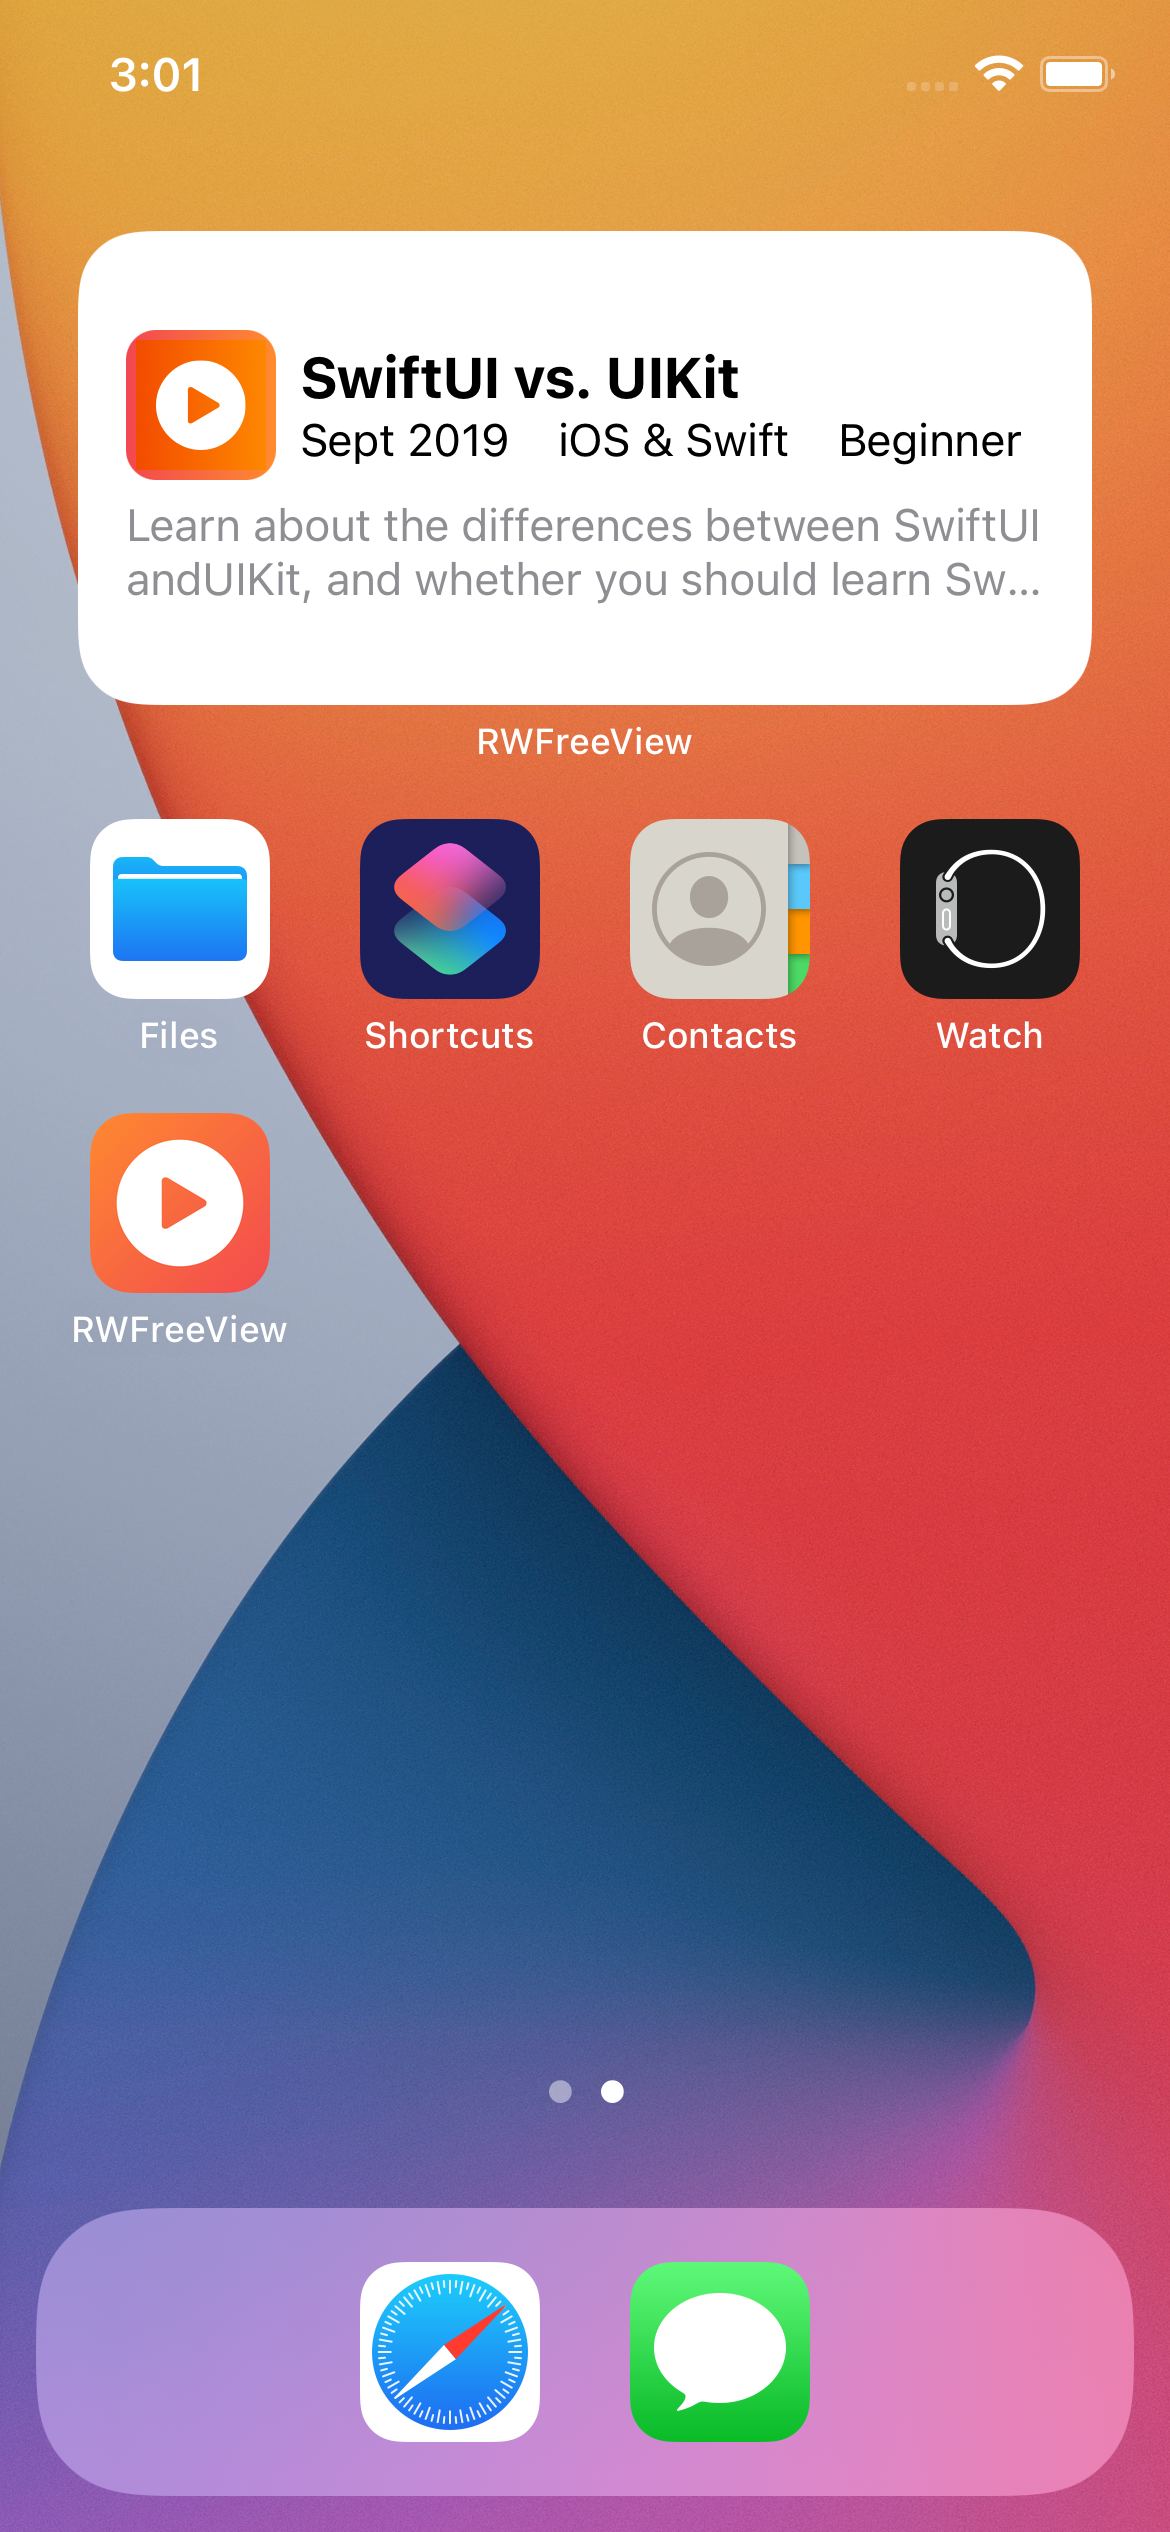 3:01
SwiftUI vs. UIKit
Sept 2019 iOS & Swift Beginner
Learn about the differences between SwiftUI
andUIKit, and whether you should learn Sw...
RWFreeView
Files Shortcuts Contacts Watch
RWFreeView